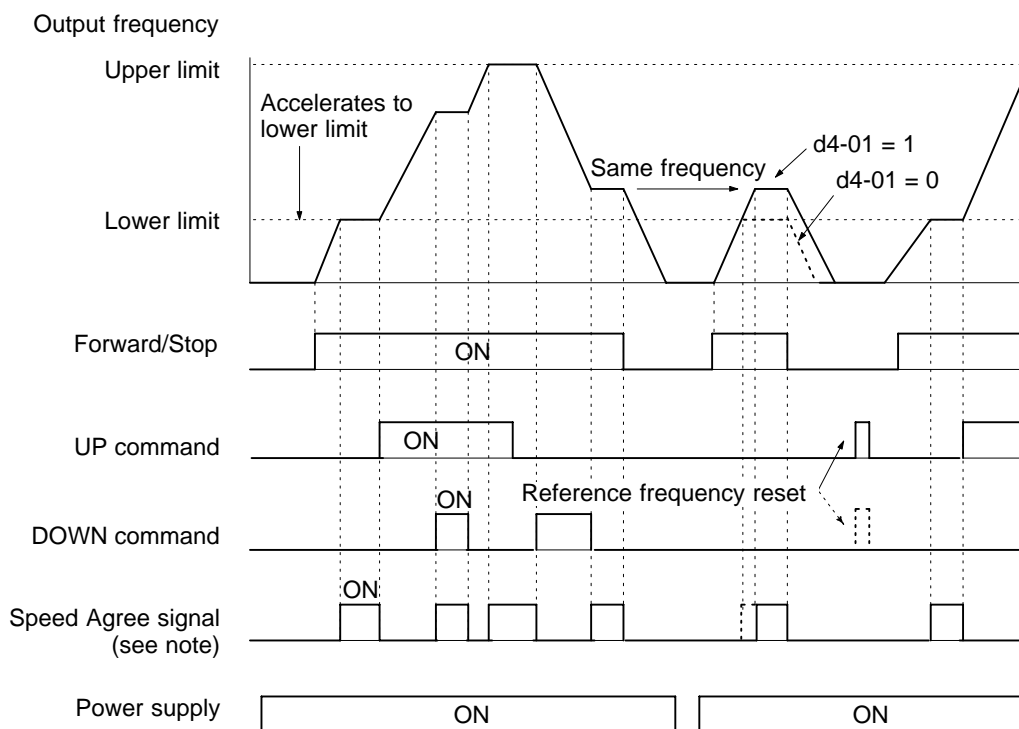 Output frequency
Upper limit
Accelerates to
lower limit
Same frequency
d4-01 = 1
d4-01 = 0
Lower limit
Forward/Stop
ON
UP command
ON
Reference frequency reset
ON
DOWN command
ON
Speed Agree signal
(see note)
Power supply
ON
ON